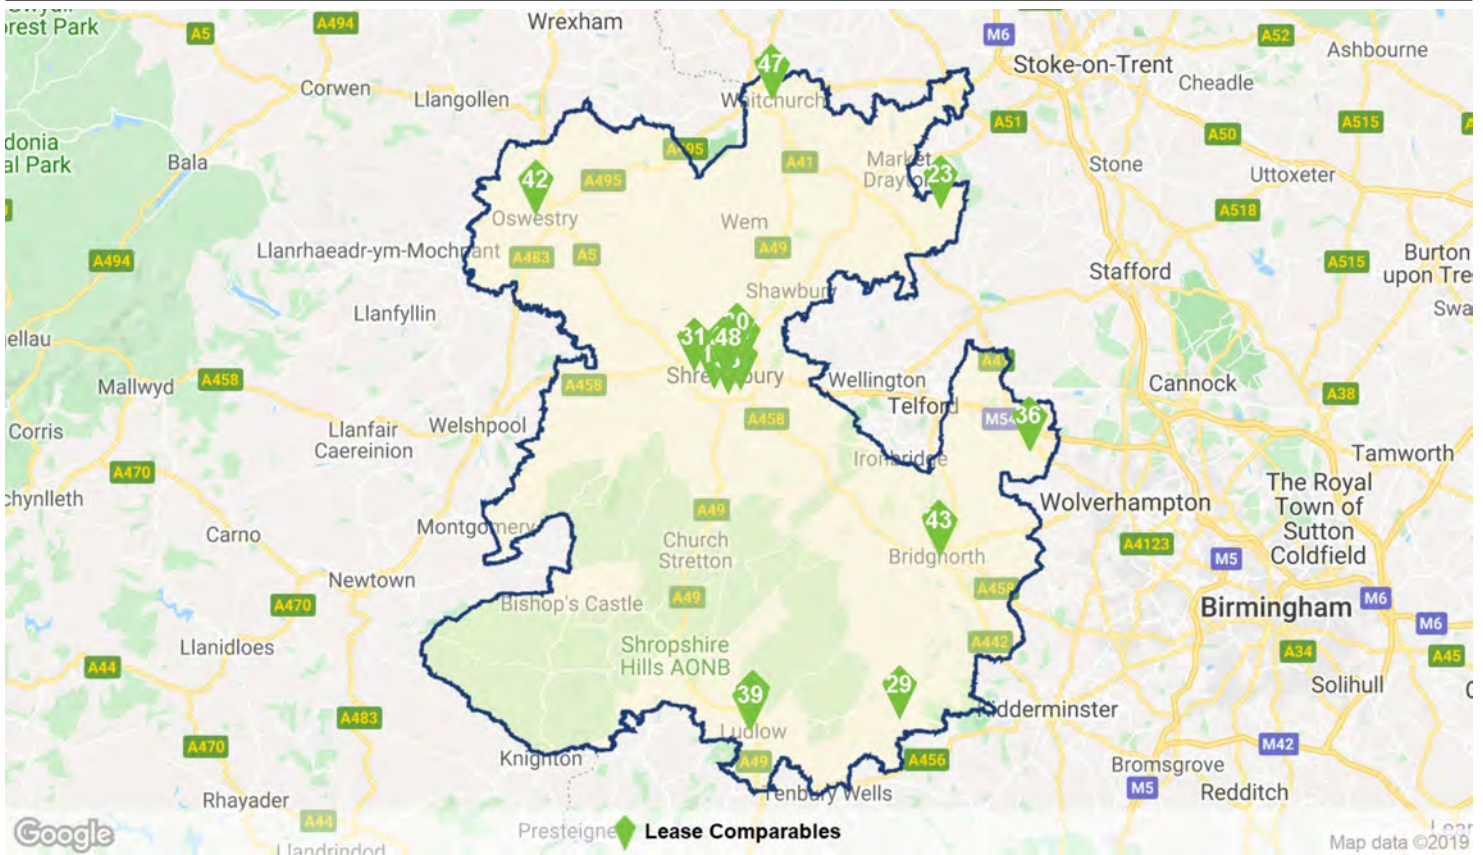 orest Park
A5
A494
Wrexham
M6
A52
Ashbourne
Stoke-on-Trent
Cheadle
47
Corwen
Llangollen
Whitchurch
A51
A50
A515
donia
al Park
Bala
A495
A41
Market
Drayton
23
Stone
Uttoxeter
42
A495
Oswestry
Wem
A518
Llanrhaeadr-ym-Mochnant
A494
A483
A5
A49
Stafford
A515
Burton
upon Tre
Shawbury
Llanfyllin
Swa
ellau
31
48
Shrewsbury
Mallwyd
A458
A458
Wellington
Telford
Cannock
A38
Corris
Llanfair
Caereinion
Welshpool
A458
M54
36
Ironbridge
Tamworth
A470
chynlleth
A49
Wolverhampton
The Royal
Town of
Sutton
Coldfield
Carno
Montgomery
Church
Stretton
43
Bridgnorth
A4123
M5
Newtown
A458
A470
Bishop's Castle
A49
Birmingham
M6
M6
Llanidloes
Shropshire
Hills AONB
A442
A34
A45
A44
39
29
Solihull
A483
Ludlow
Kidderminster
A470
Knighton
A49
A456
M42
Bromsgrove
M5
Redditch
Rhayader
Tenbury Wells
A44
Google
Presteigne
Lease Comparables
Map data ©2019
Llandrindod